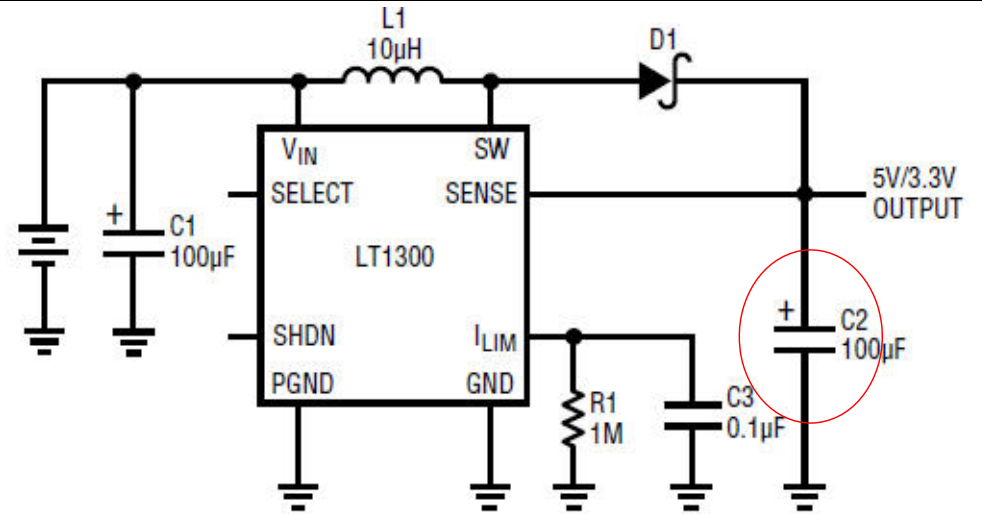 L1
10µH
D1
VIN
SW
SELECT
SENSE
5V/3.3V
OUTPUT
+
C1
100µF
LT1300
SHDN
ILIM
+
C2
100µF
PGND
GND
R1
1M
C3
0.1µF